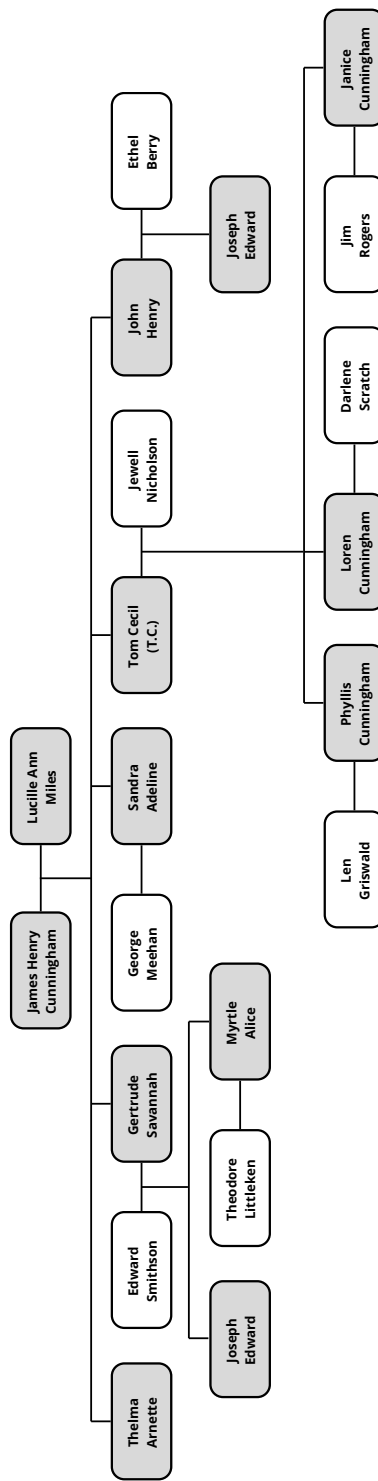 James Henry
Cunningham
Lucille Ann
Miles
Thelma
Arnette
Edward
Smithson
Gertrude
Savannah
George
Meehan
Sandra
Adeline
Tom Cecil
(T.C.)
Jewell
Nicholson
John
Henry
Ethel
Berry
Joseph
Edward
Theodore
Littleken
Myrtle
Alice
Joseph
Edward
Len
Griswald
Phyllis
Cunningham
Loren
Cunningham
Darlene
Scratch
Jim
Rogers
Janice
Cunningham